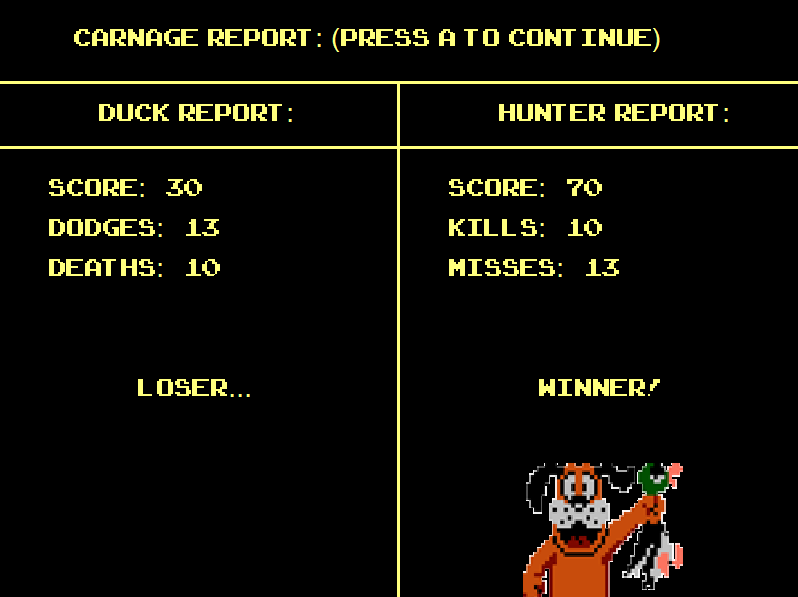 CARNAGE REPORT: (PRESS A TO CONTINUE)
DUCK REPORT:
SCORE: 30
DODGES: 13
DEATHS: 10
LOSER...
HUNTER REPORT:
SCORE: 70
KILLS: 10
MISSES: 13
WINNER!